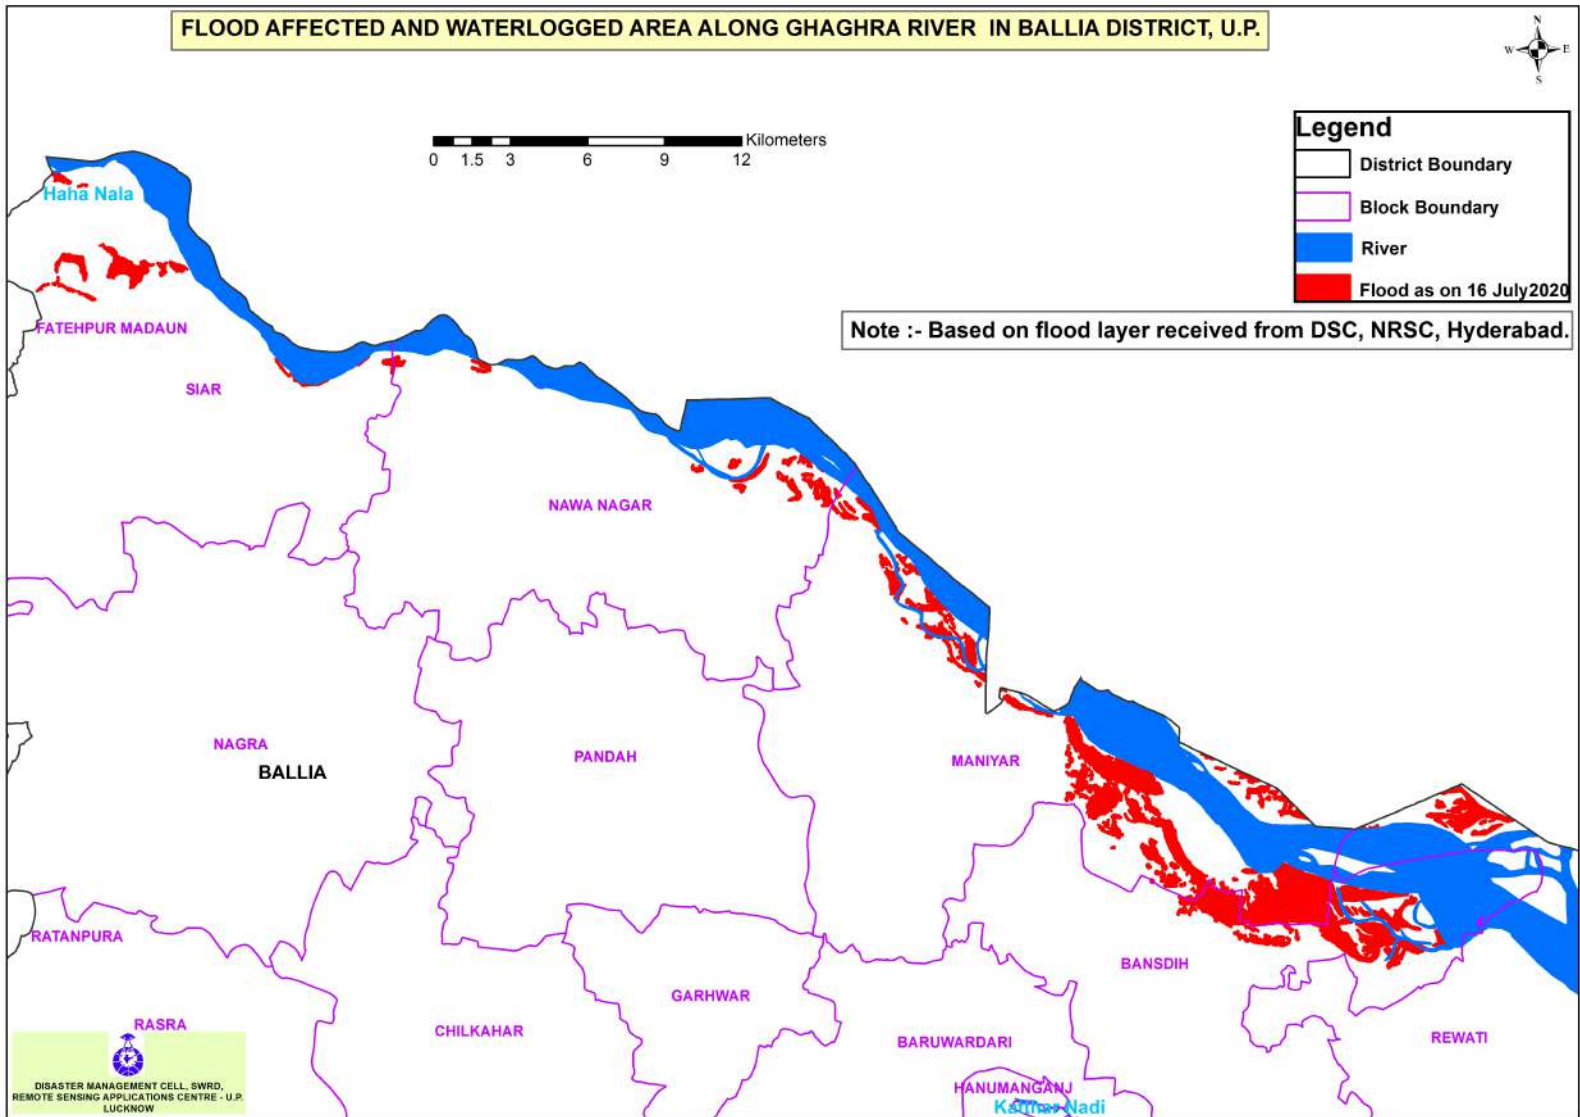 FLOOD AFFECTED AND WATERLOGGED AREA ALONG GHAGHRA RIVER IN BALLIA DISTRICT, U.P.
N
W E
S
Kilometers
0 1.5 3 6 9 12
Legend
District Boundary
Block Boundary
River
Flood as on 16 July2020
Note :- Based on flood layer received from DSC, NRSC, Hyderabad.
Haha Nala
FATEHPUR MADAUN
SIAR
NAWA NAGAR
NAGRA
BALLIA
PANDAH
MANIYAR
RATANPURA
BANSDIH
GARHWAR
RASRA
CHILKAHAR
BARUWARDARI
REWATI
HANUMANGANJ
Nadi
DISASTER MANAGEMENT CELL, SWRD,
REMOTE SENSING APPLICATIONS CENTRE - U.P.
LUCKNOW